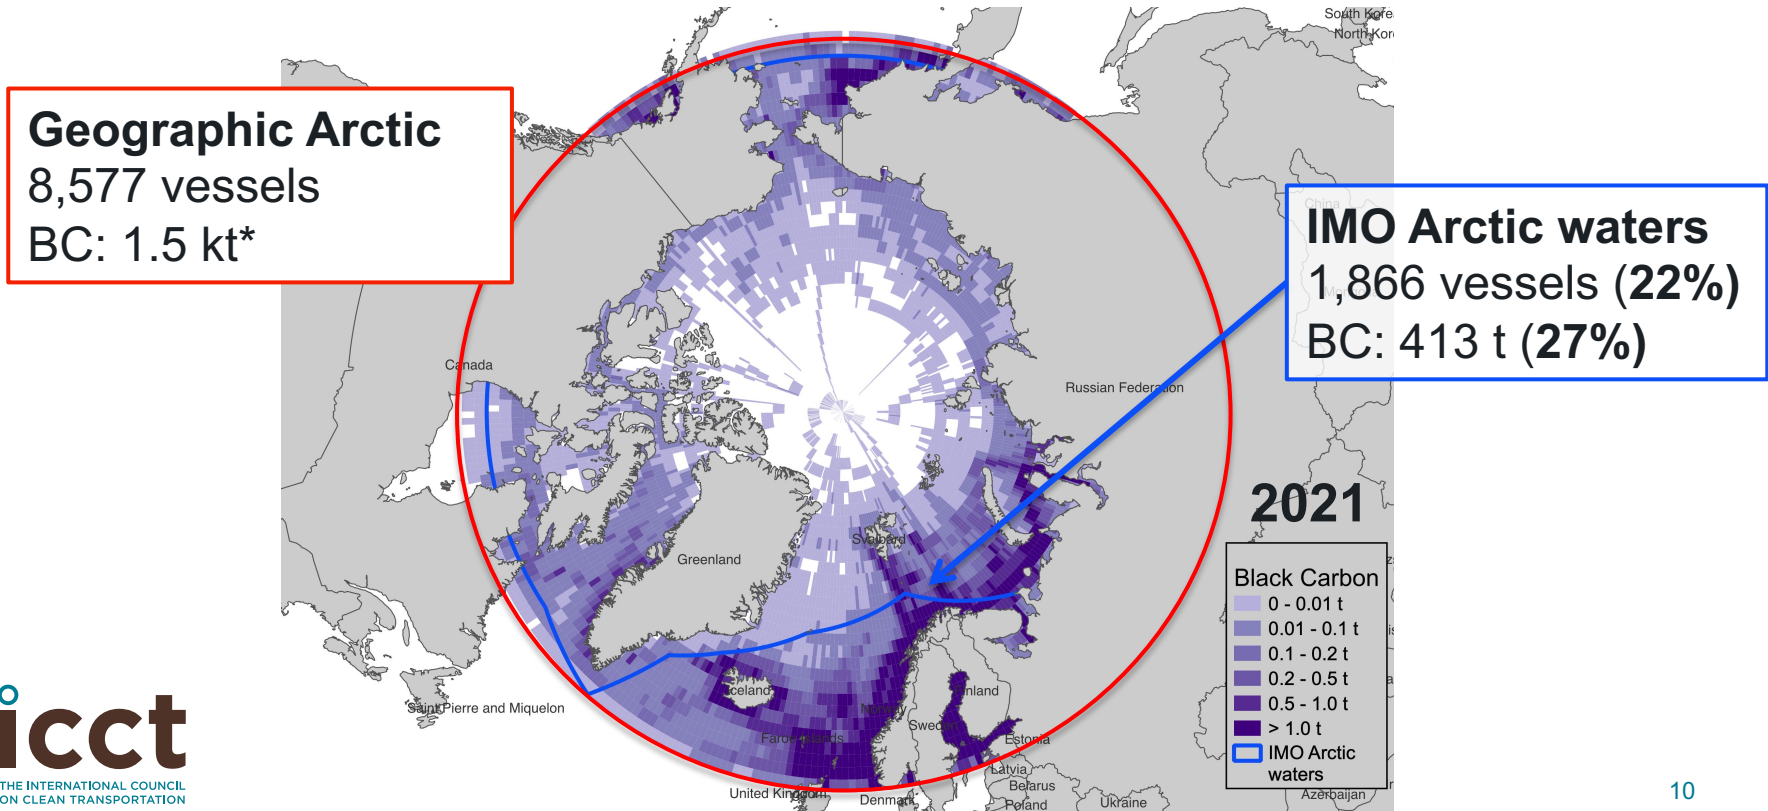 Geographic Arctic
8,577 vessels
BC: 1.5 kt*
South Kore
North Kor
China
IMO Arctic waters
1,866 vessels (22%)
BC: 413 t (27%)
Canada
Russian Federation
Greenland
Svalbard
2021
Black Carbon
0 - 0.01 t
0.01 - 0.1 t
0.1 - 0.2 t
0.2 - 0.5 t
0.5 - 1.0 t
> 1.0 t
IMO Arctic
waters
Iceland
Saint Pierre and Miquelon
Norway
Finland
Sweden
Faroe Islands
Estonia
Latvia
Belarus
United Kingdom
Denmark
Poland
Ukraine
Azerbaijan
icct
THE INTERNATIONAL COUNCIL
ON CLEAN TRANSPORTATION
10